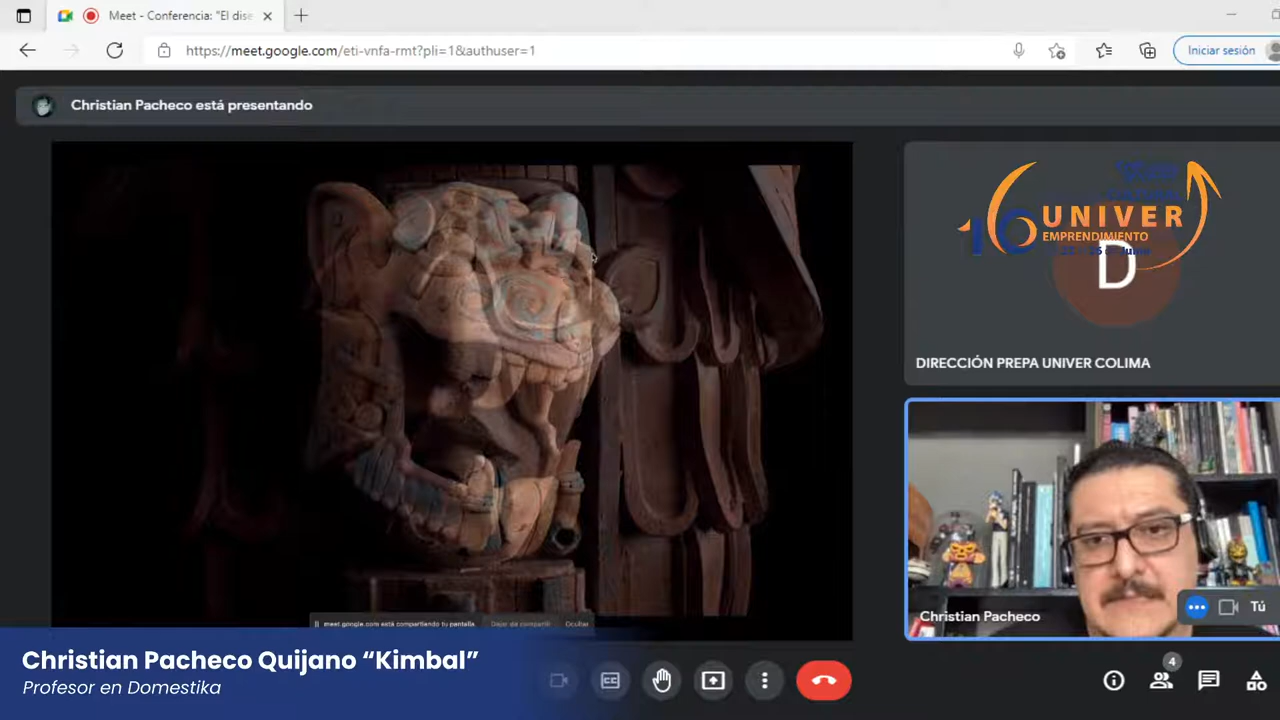 Meet - Conferencia: "El dise
https://meet.google.com/eti-vnfa-rmt?pli=1&authuser=1
Iniciar sesión
Christian Pacheco está presentando
16
UNIVER
EMPRENDIMIENTO
D
DIRECCIÓN PREPA UNIVER COLIMA
Christian Pacheco
Tú
meet.google.com está compartiendo tu pantalla.
Dejar de compartir
Ocultar
Christian Pacheco Quijano “Kimbal”
Profesor en Domestika
CC
4